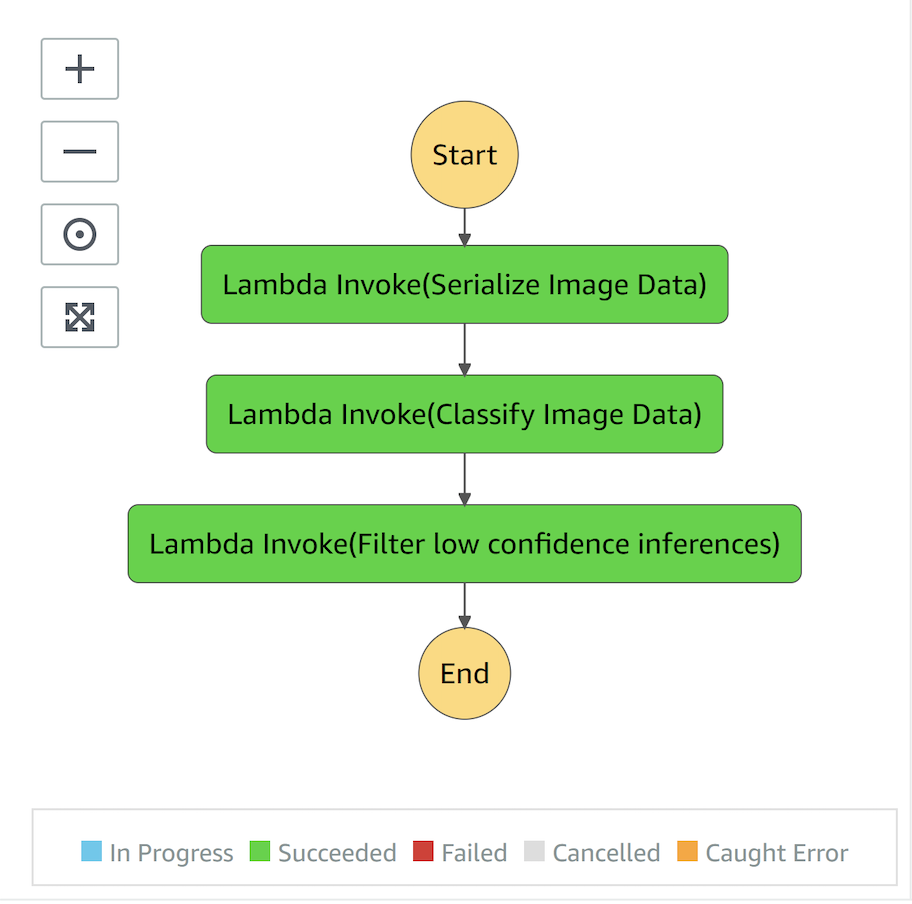 Start
Lambda Invoke(Serialize Image Data)
Lambda Invoke(Classify Image Data)
Lambda Invoke(Filter low confidence inferences)
End
In Progress Succeeded Failed Cancelled Caught Error